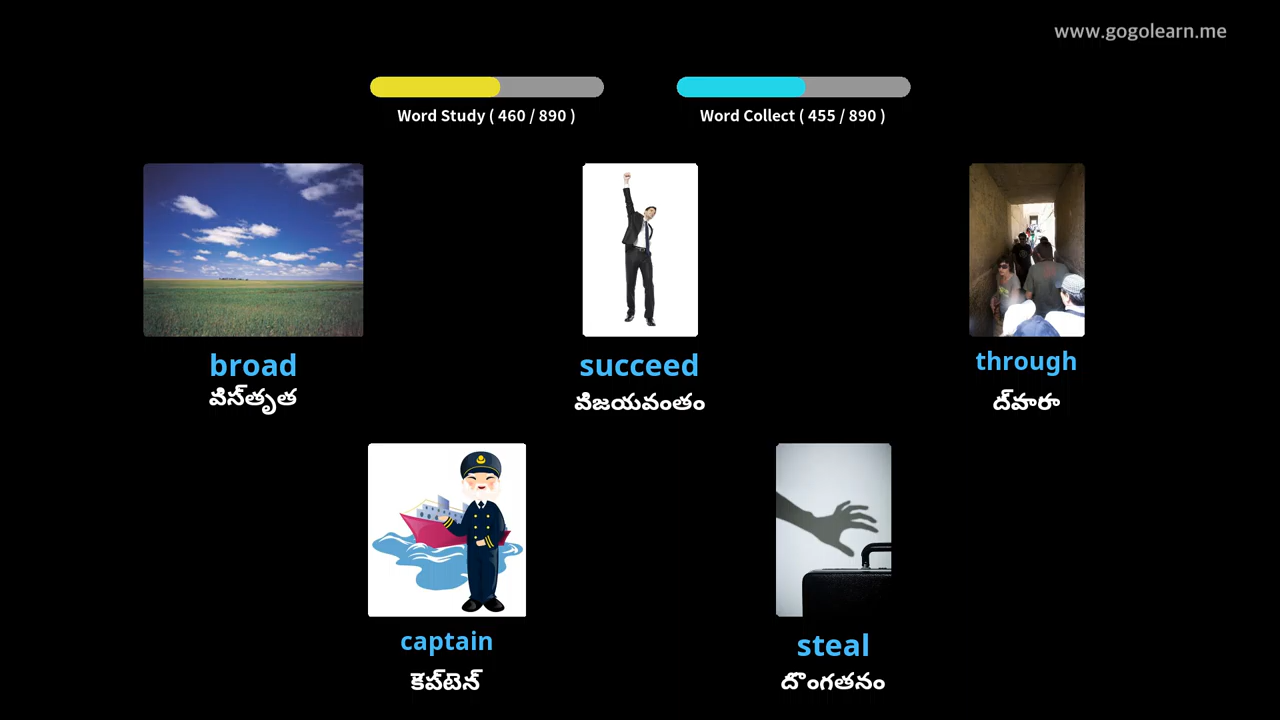 www.gogolearn.me
Word Study ( 460 / 890 )
Word Collect ( 455 / 890 )
broad
విస్తృత
succeed
విజయవంతం
through
ద్వారా
captain
కెప్టెన్
steal
దొంగతనం